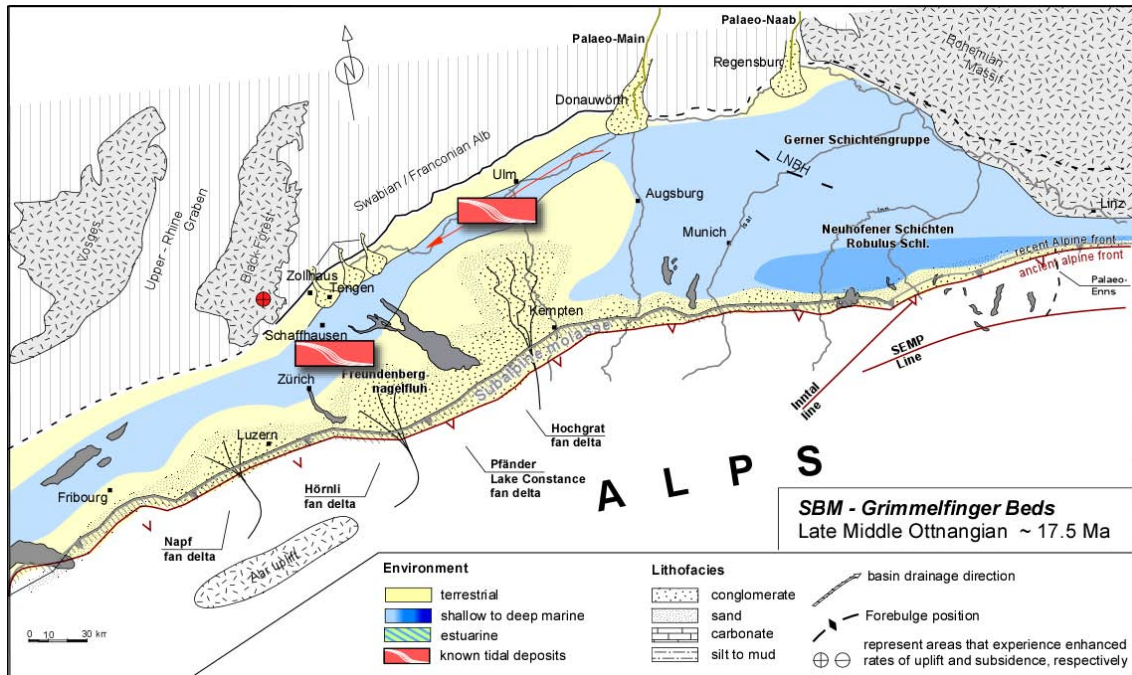 Palaeo-Naab
Palaeo-Main
Regensburg
Bohemian
Massif
Donauwörth
N
Swabian / Franconian Alb
Gerner Schichtengruppe
LNBH
Ulm
Augsburg
Linz
Vosges
Upper - Rhine
Graben
Back Forest
Isar
Inn
Munich
Neuhofener Schichten
Robulus Schl.
recent Alpine front
ancient alpine front
Zollhaus
Tengen
Palaeo-
Enns
Kempten
Schaffhausen
Subalpine molasse
SEMP
Line
Freundenberg-
nagelfluh
Zürich
Inntal
line
Hochgrat
fan delta
Luzern
Pfänder
Lake Constance
fan delta
ALPS
Hörnli
fan delta
Fribourg
Napf
fan delta
Aar uplift
SBM - Grimmelfinger Beds
Late Middle Ottnangian ~ 17.5 Ma
Environment
terrestrial
shallow to deep marine
estuarine
known tidal deposits
Lithofacies
conglomerate
sand
carbonate
silt to mud
basin drainage direction
Forebulge position
represent areas that experience enhanced
rates of uplift and subsidence, respectively
0 10 30 km